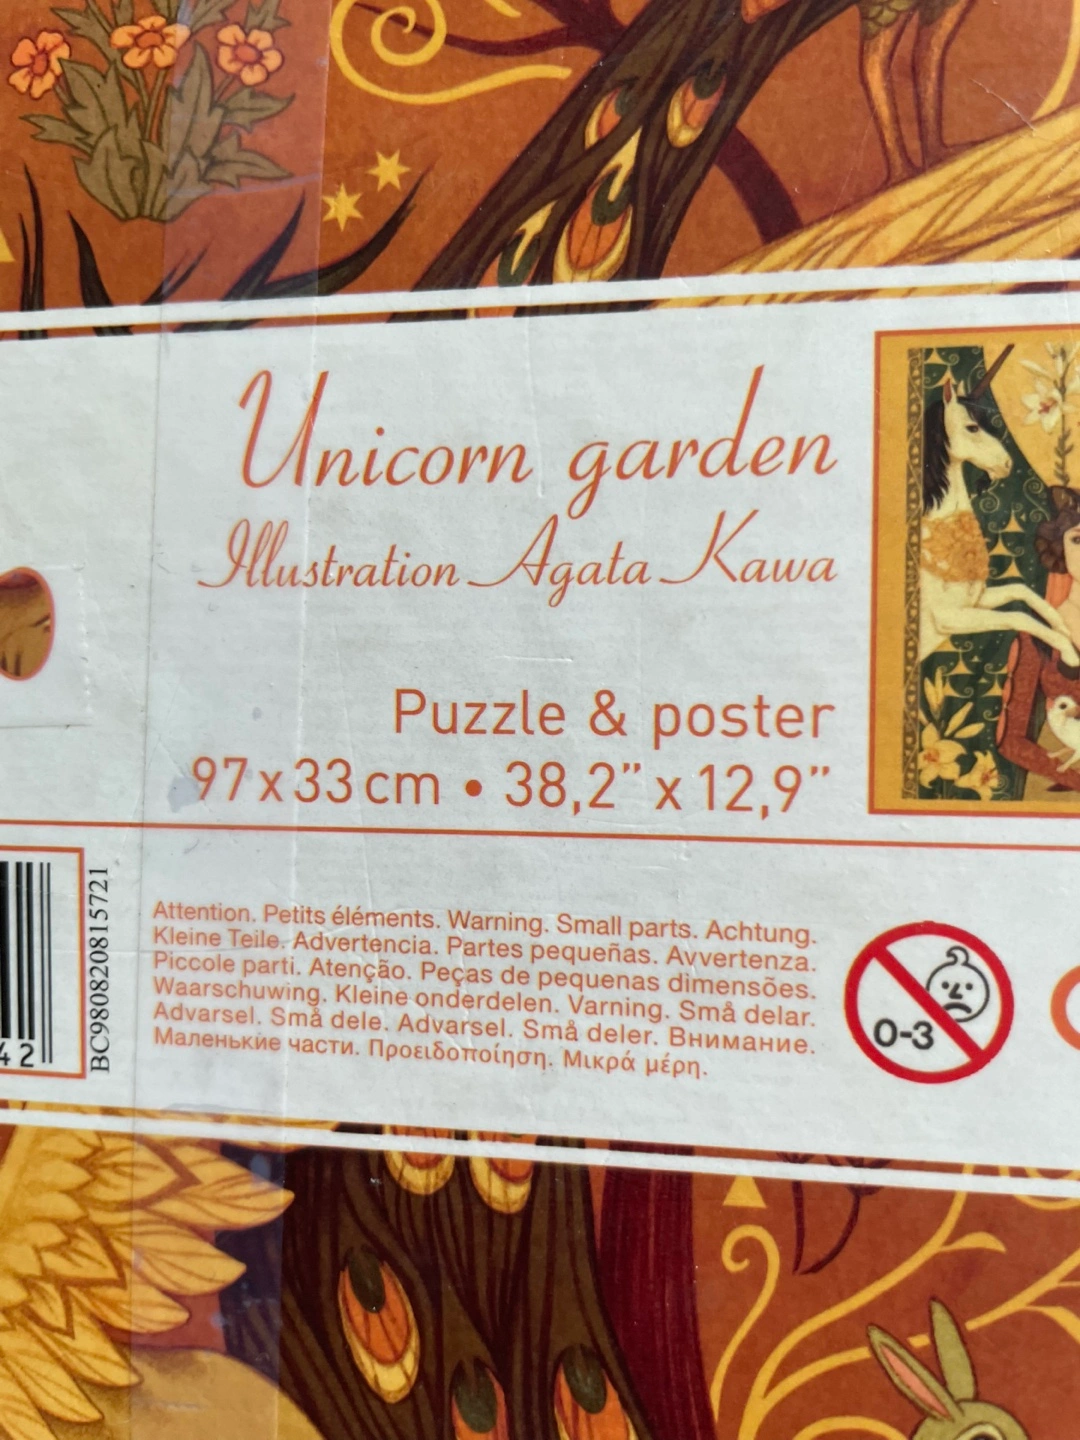 Unicorn garden
Illustration Agata Kawa
Puzzle & poster
97 x 33 cm • 38,2” x 12,9”
42
BC980820815721
Attention. Petits éléments. Warning. Small parts. Achtung.
Kleine Teile. Advertencia. Partes pequeñas. Avvertenza.
Piccole parti. Atenção. Peças de pequenas dimensões.
Waarschuwing. Kleine onderdelen. Varning. Små delar.
Advarsel. Små dele. Advarsel. Små deler. Внимание.
Маленькие части. Προειδοποίηση. Μικρά μέρη.
0-3